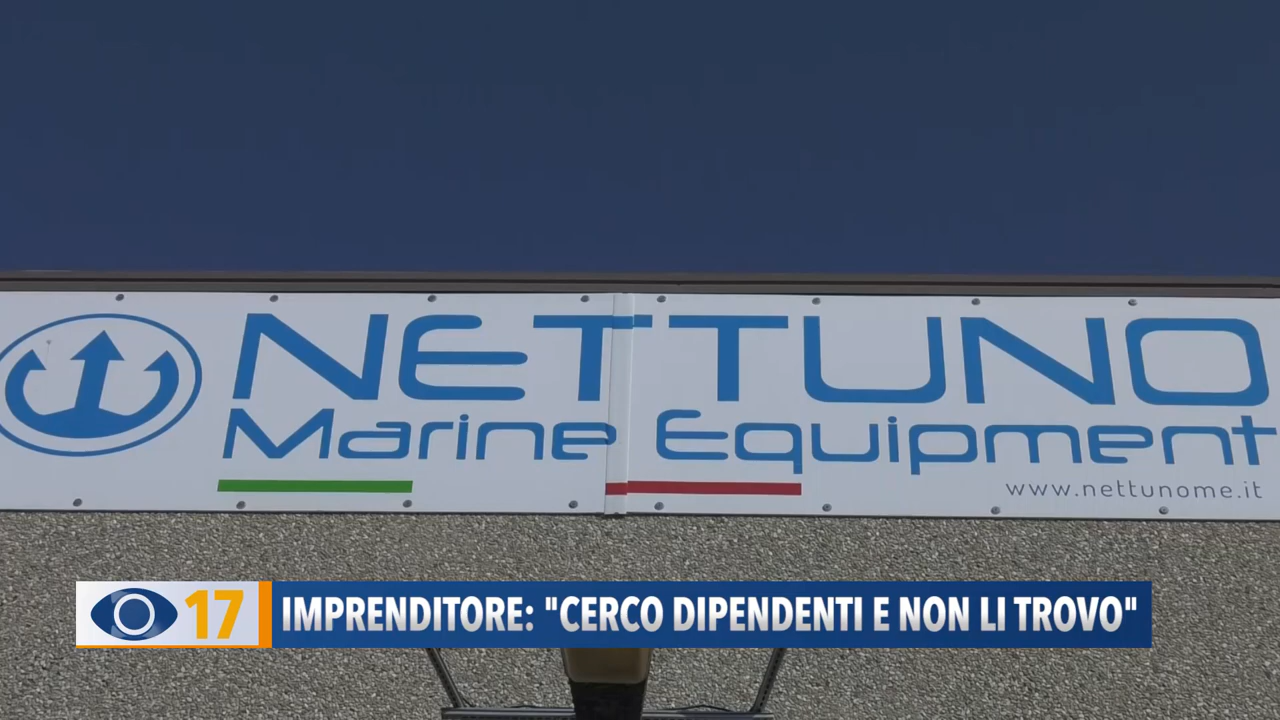 NETTUNO
Marine Equipment
www.nettunome.it
17
IMPRENDITORE: "CERCO DIPENDENTI E NON LI TROVO"